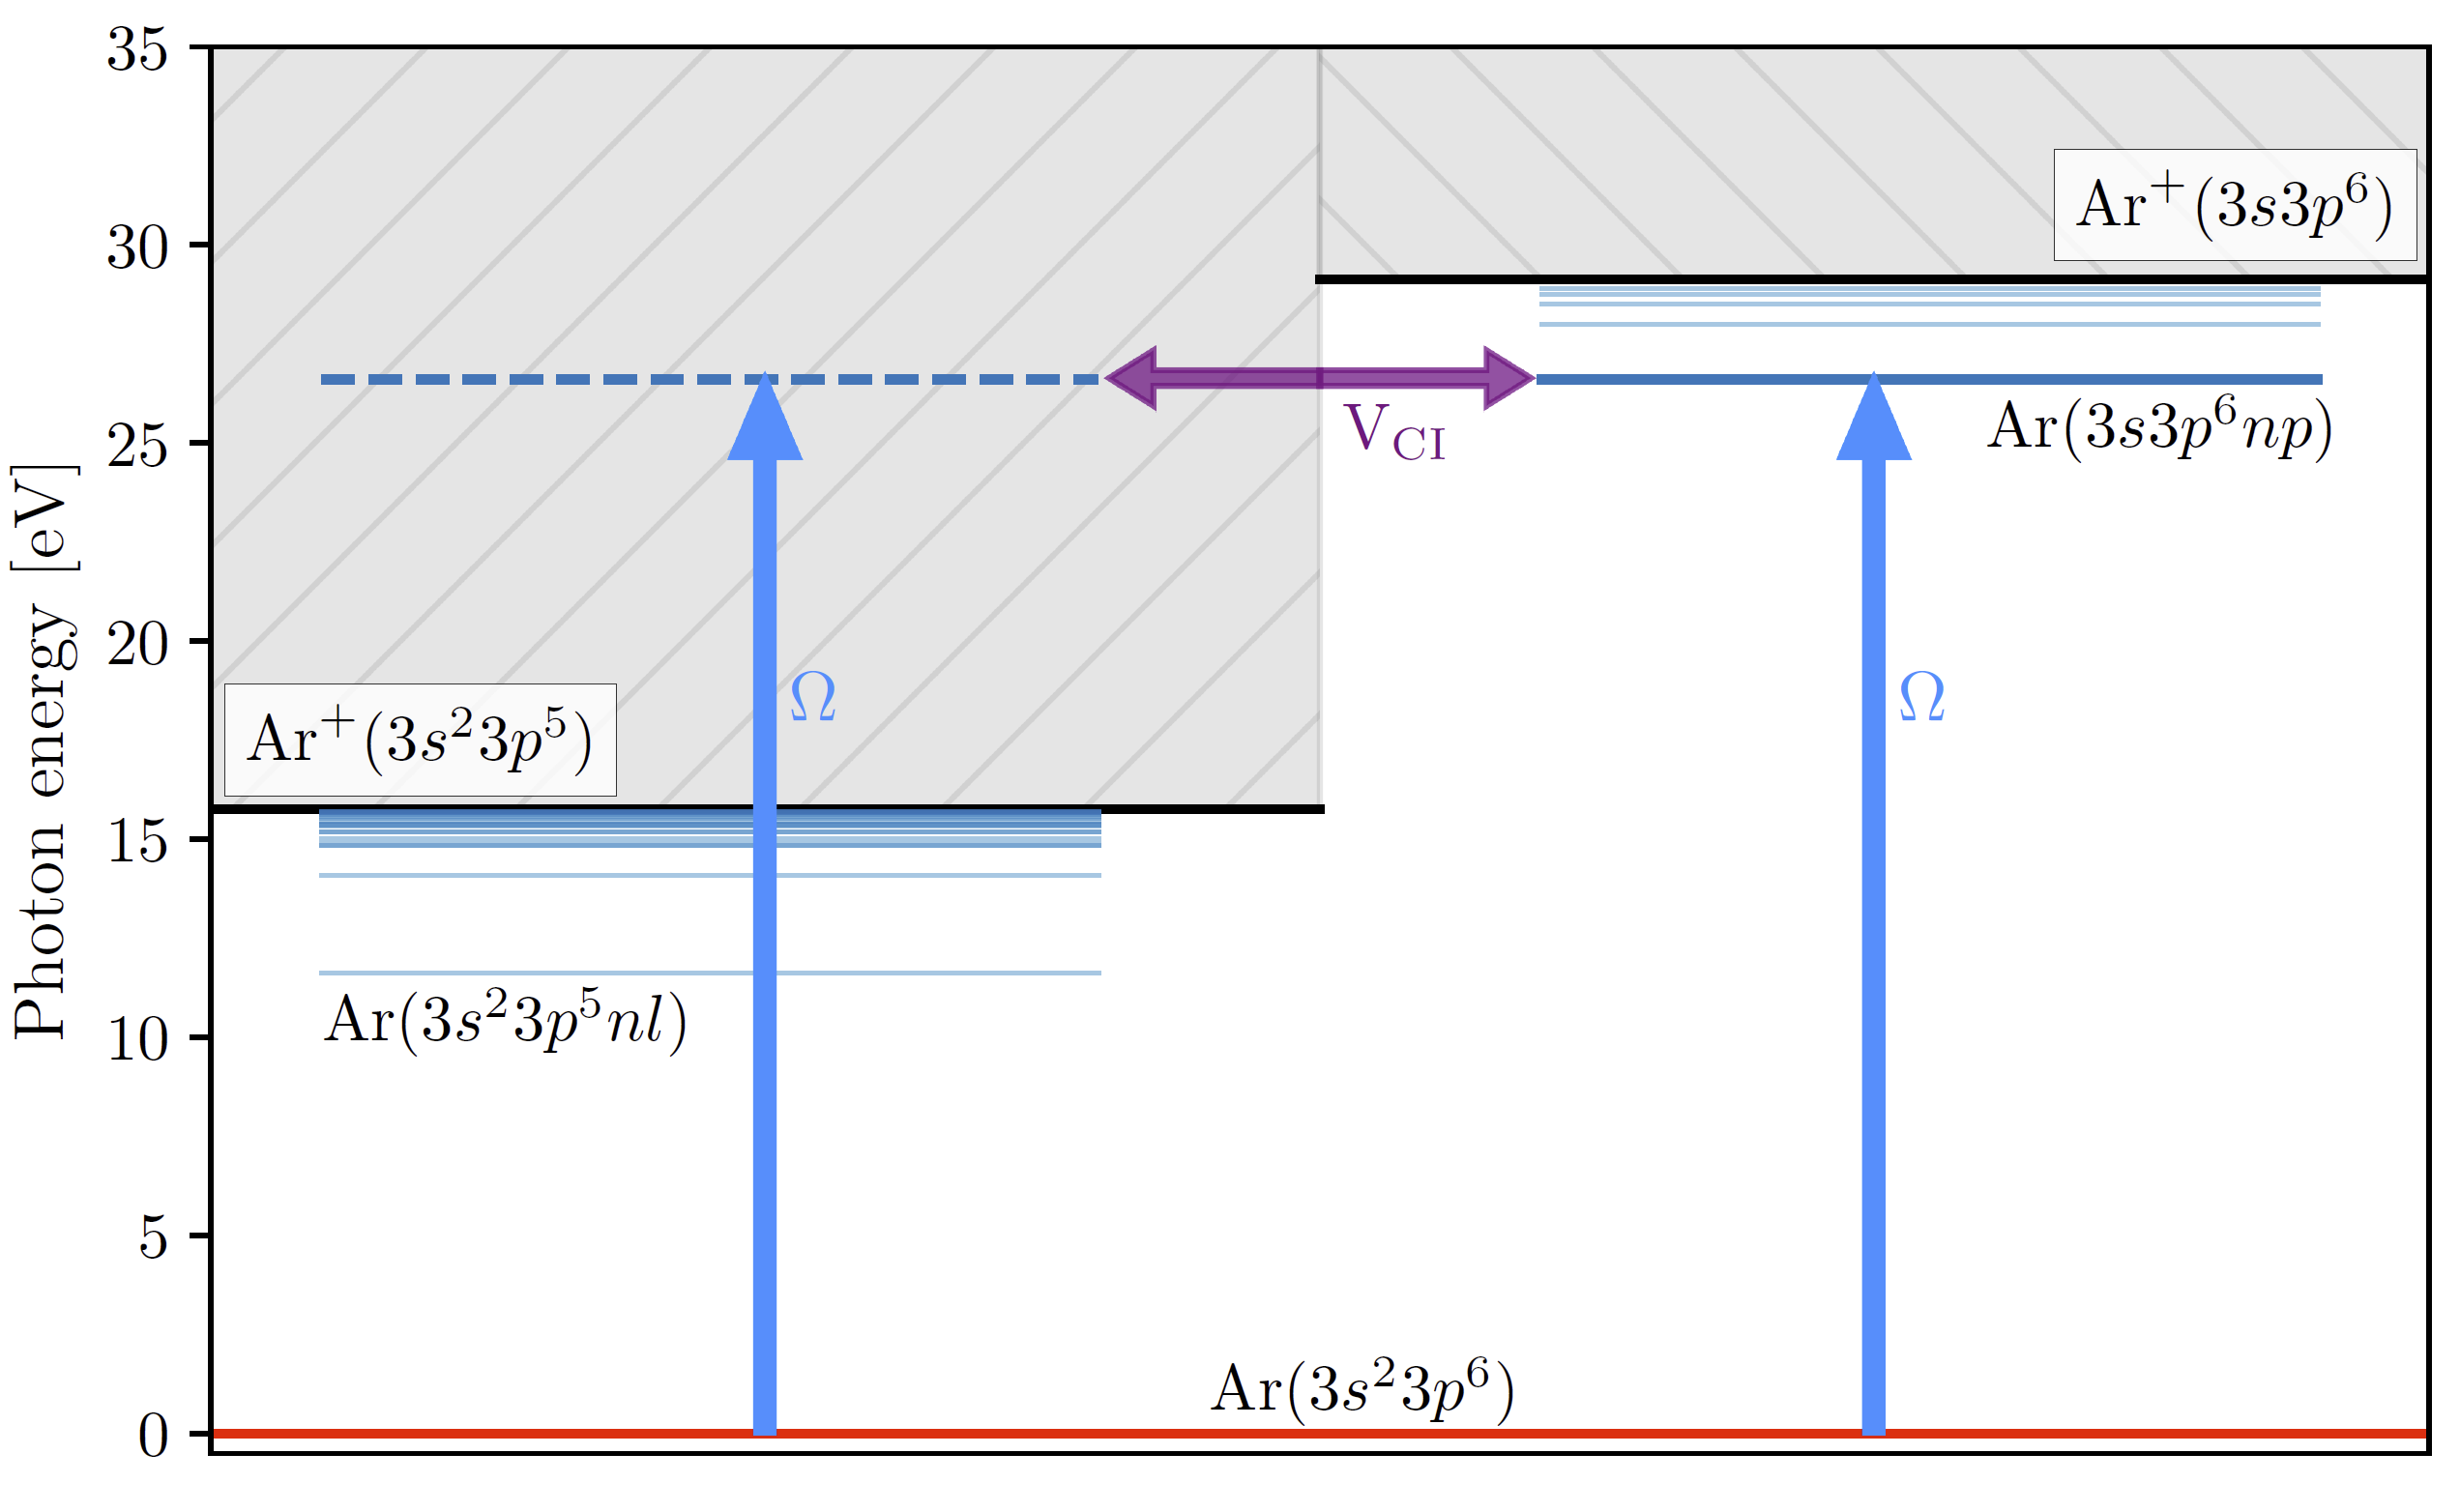 Photon energy [eV]
35
30
25
20
15
10
5
0
Ar⁺(3s3p⁶)
V_CI
Ar(3s3p⁶np)
Ω
Ω
Ar⁺(3s²3p⁵)
Ar(3s²3p⁵nl)
Ar(3s²3p⁶)